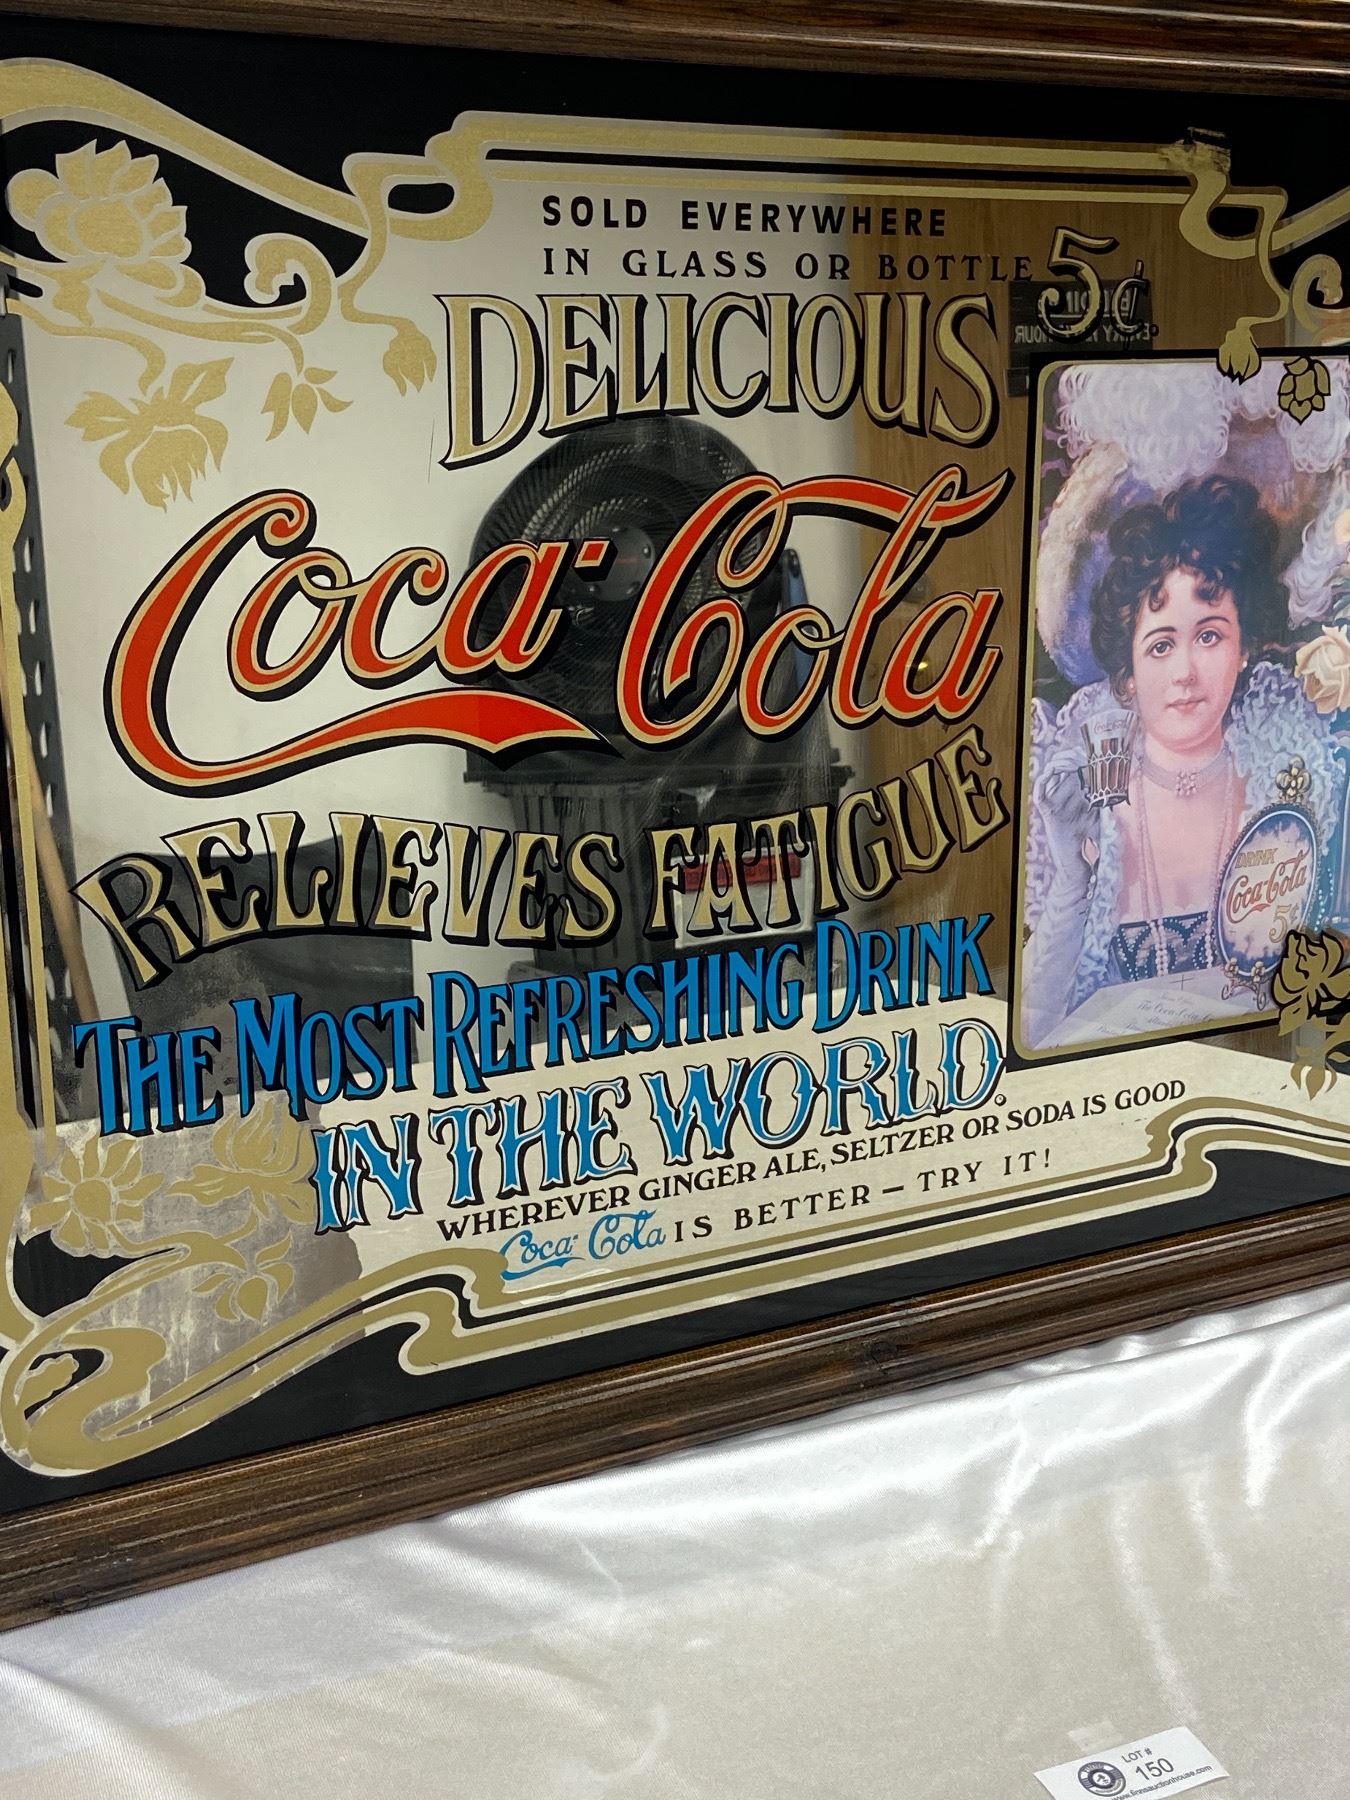 SOLD EVERYWHERE
IN GLASS OR BOTTLE 5¢.
DELICIOUS
Coca-Cola
RELIEVES FATIGUE
THE MOST REFRESHING DRINK
IN THE WORLD.
WHEREVER GINGER ALE, SELTZER OR SODA IS GOOD
Coca-Cola IS BETTER – TRY IT!
DRINK
Coca-Cola
5¢
LOT #
150